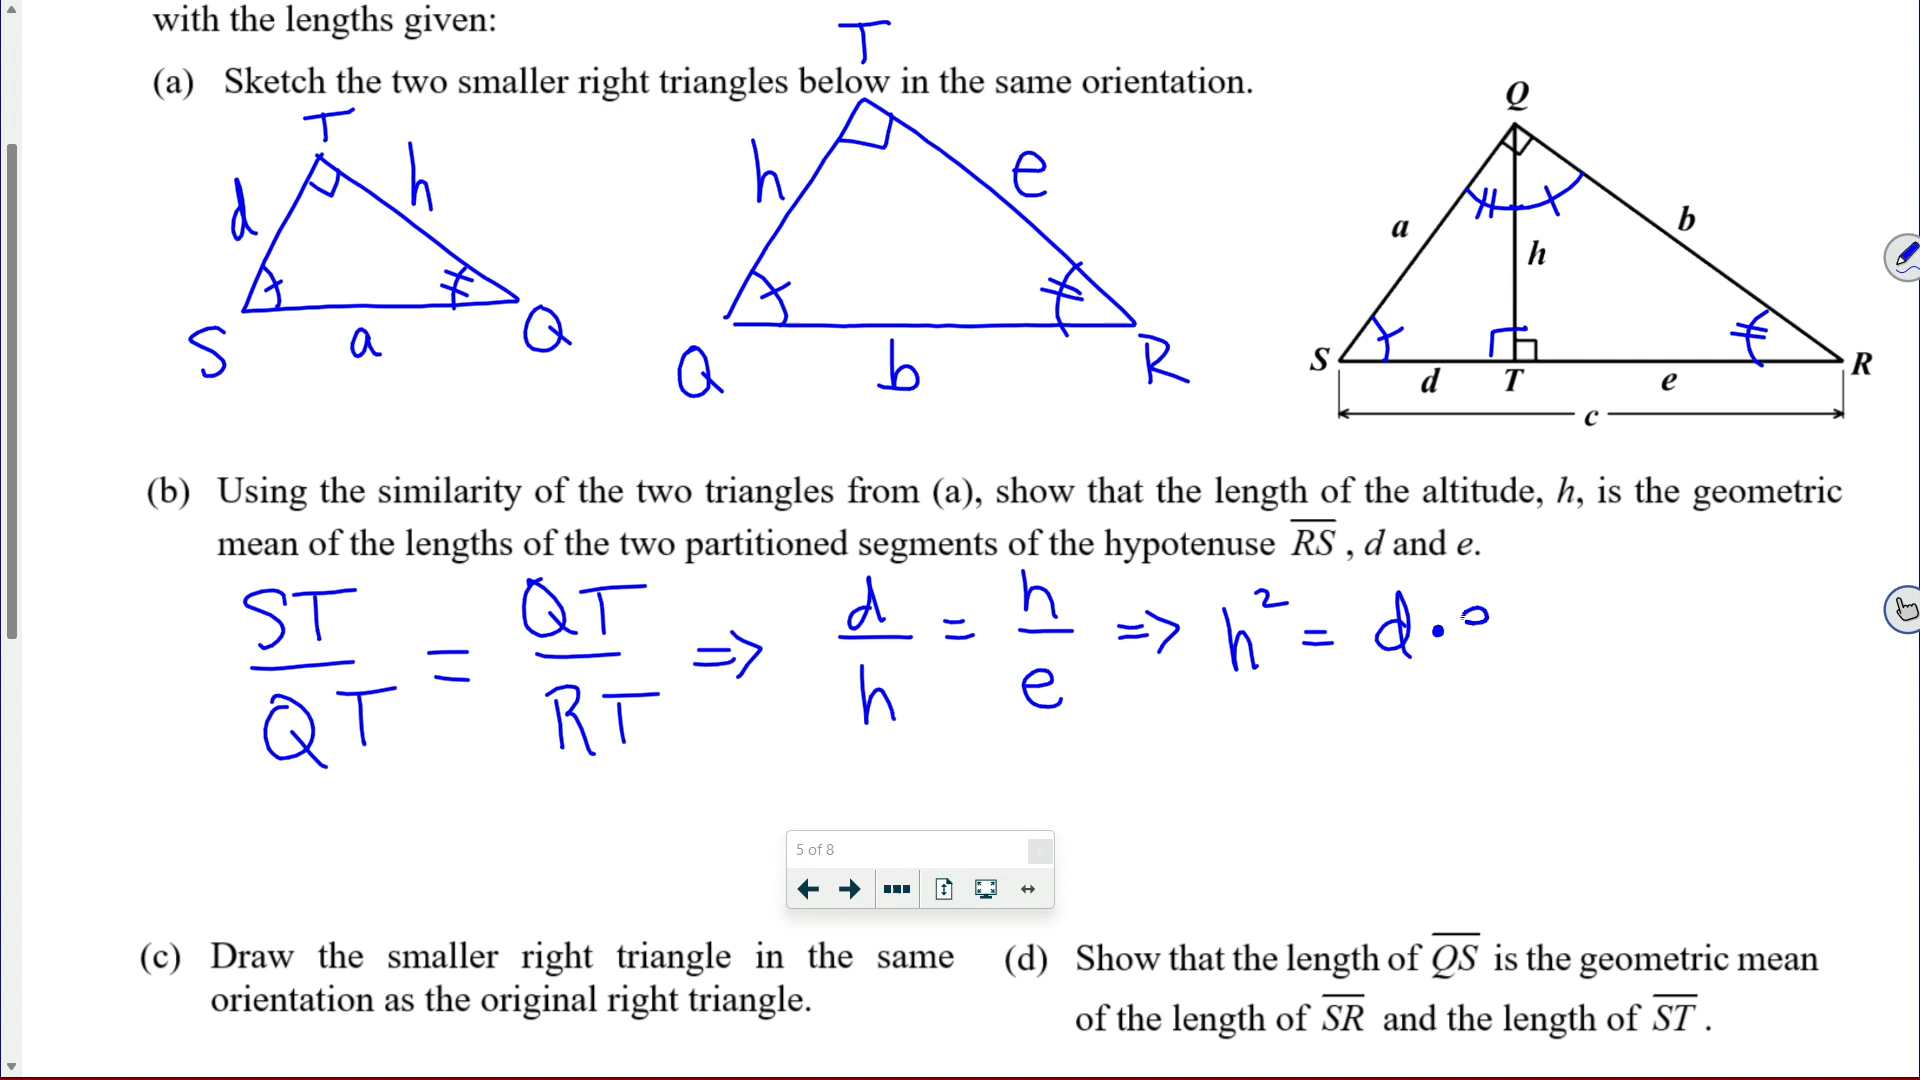 with the lengths given:
(a) Sketch the two smaller right triangles below in the same orientation.
T
d
h
S
a
Q
T
h
e
Q
b
R
Q
a
b
h
S
d
T
e
R
c
(b) Using the similarity of the two triangles from (a), show that the length of the altitude, h, is the geometric
mean of the lengths of the two partitioned segments of the hypotenuse RS , d and e.
ST/QT = QT/RT => d/h = h/e => h² = d ·
5 of 8
(c) Draw the smaller right triangle in the same
orientation as the original right triangle.
(d) Show that the length of QS is the geometric mean
of the length of SR and the length of ST .